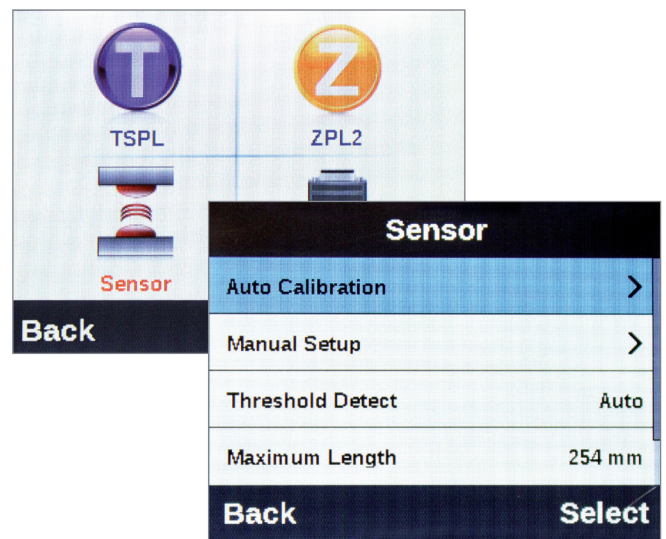 T
Z
TSPL
ZPL2
Sensor
Back
Sensor
Auto Calibration
Manual Setup
Threshold Detect Auto
Maximum Length 254 mm
Back Select